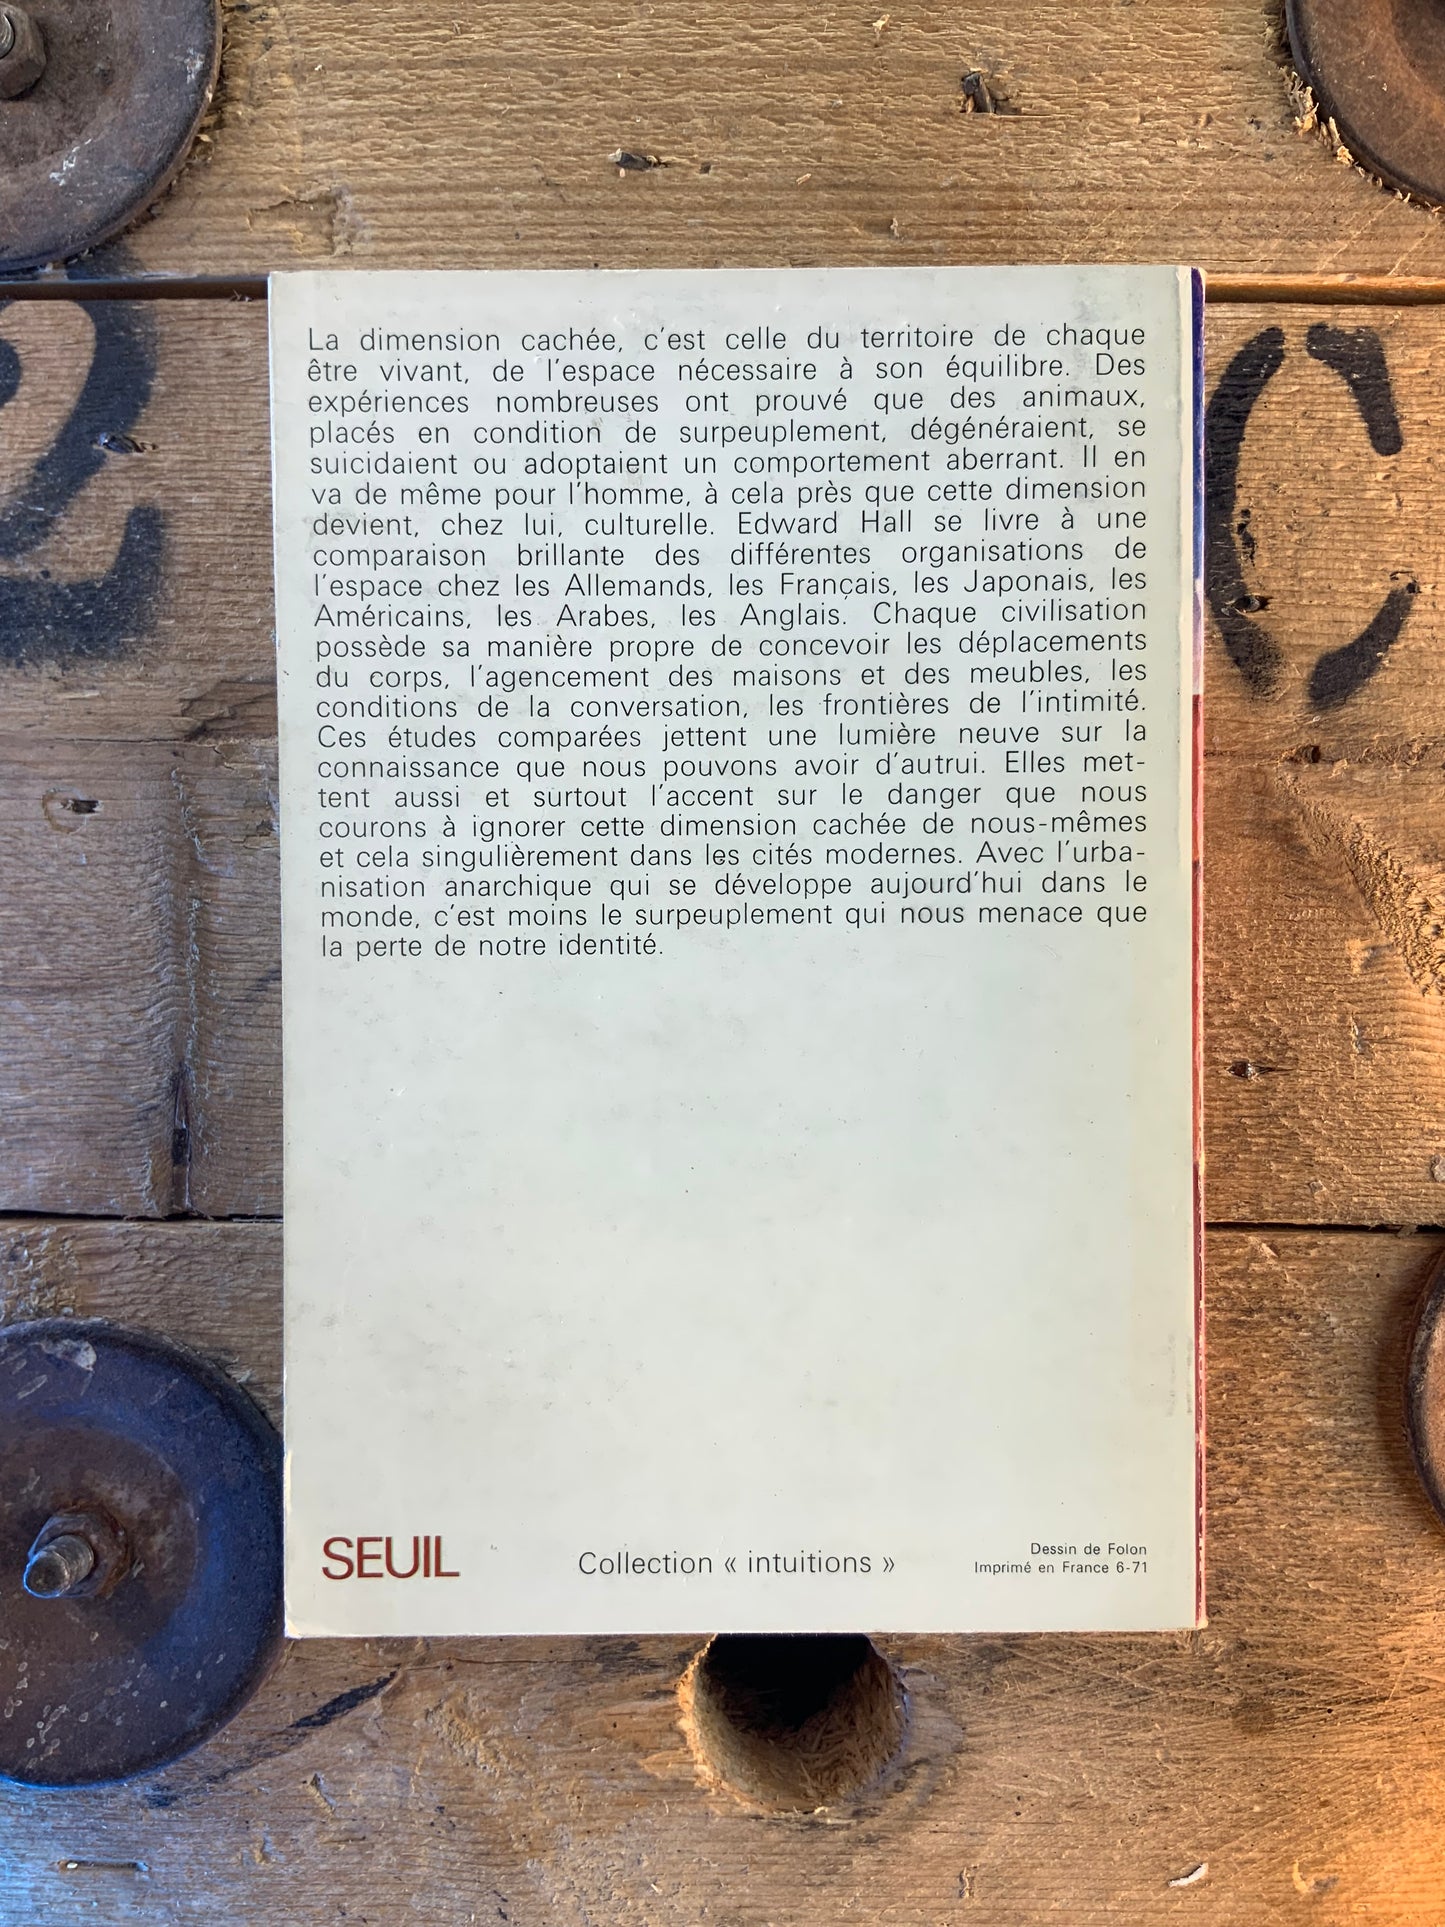 La dimension cachée, c'est celle du territoire de chaque
être vivant, de l'espace nécessaire à son équilibre. Des
expériences nombreuses ont prouvé que des animaux,
placés en condition de surpeuplement, dégénéraient, se
suicidaient ou adoptaient un comportement aberrant. Il en
va de même pour l'homme, à cela près que cette dimension
devient, chez lui, culturelle. Edward Hall se livre à une
comparaison brillante des différentes organisations de
l'espace chez les Allemands, les Français, les Japonais, les
Américains, les Arabes, les Anglais. Chaque civilisation
possède sa manière propre de concevoir les déplacements
du corps, l'agencement des maisons et des meubles, les
conditions de la conversation, les frontières de l'intimité.
Ces études comparées jettent une lumière neuve sur la
connaissance que nous pouvons avoir d'autrui. Elles met-
tent aussi et surtout l'accent sur le danger que nous
courons à ignorer cette dimension cachée de nous-mêmes
et cela singulièrement dans les cités modernes. Avec l'urba-
nisation anarchique qui se développe aujourd'hui dans le
monde, c'est moins le surpeuplement qui nous menace que
la perte de notre identité.
SEUIL
Collection « intuitions »
Dessin de Folon
Imprimé en France 6-71